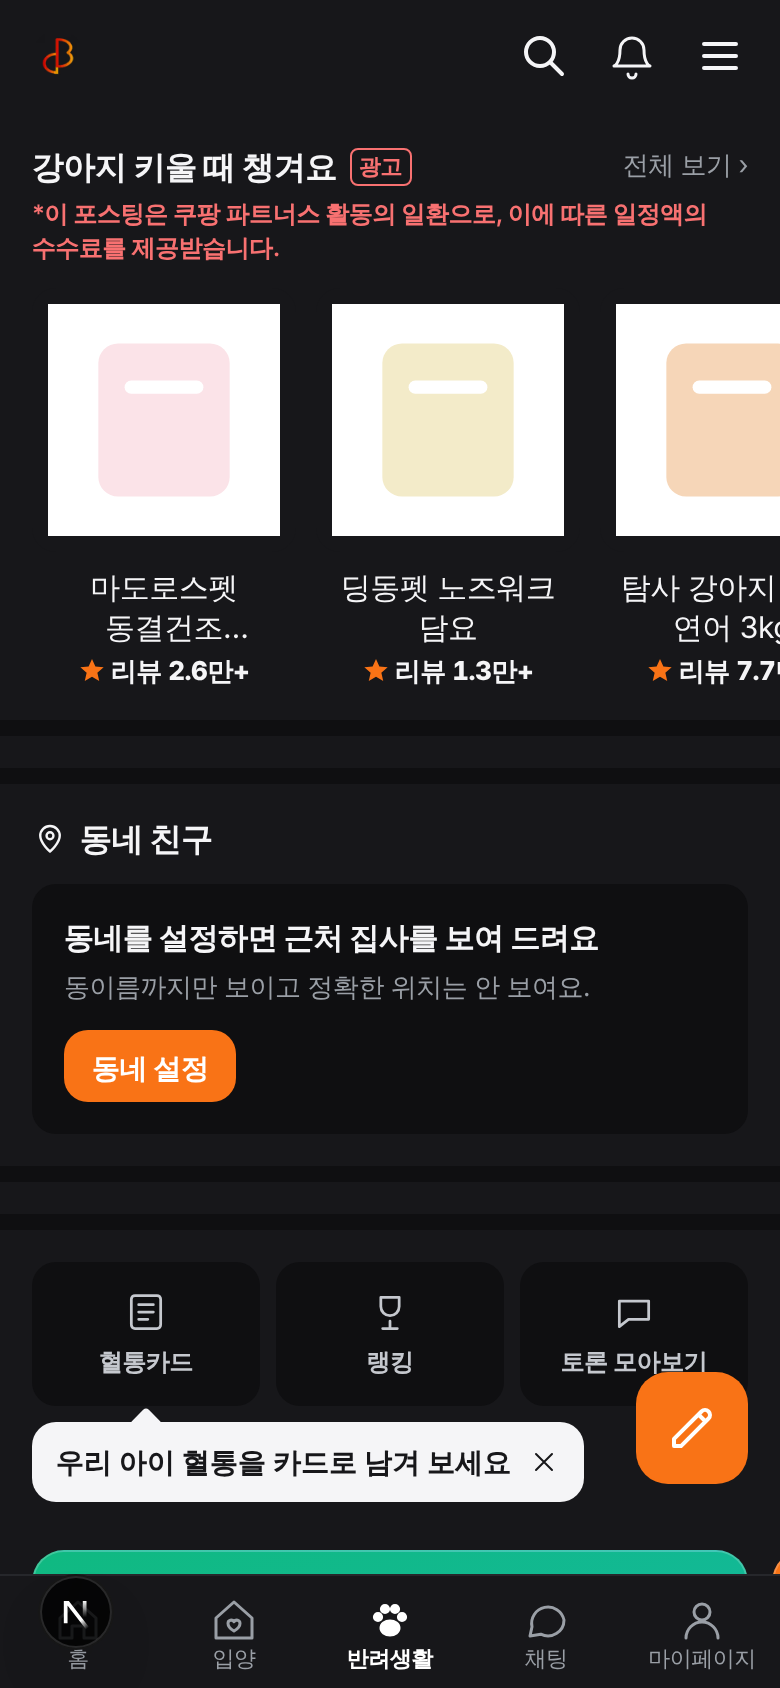 강아지 키울 때 챙겨요 광고 전체 보기 ›
*이 포스팅은 쿠팡 파트너스 활동의 일환으로, 이에 따른 일정액의
수수료를 제공받습니다.
마도로스펫
동결건조...
★ 리뷰 2.6만+
딩동펫 노즈워크
담요
★ 리뷰 1.3만+
탐사 강아지
연어 3kg
★ 리뷰 7.7만
동네 친구
동네를 설정하면 근처 집사를 보여 드려요
동이름까지만 보이고 정확한 위치는 안 보여요.
동네 설정
혈통카드 랭킹 토론 모아보기
우리 아이 혈통을 카드로 남겨 보세요
N
홈 입양 반려생활 채팅 마이페이지